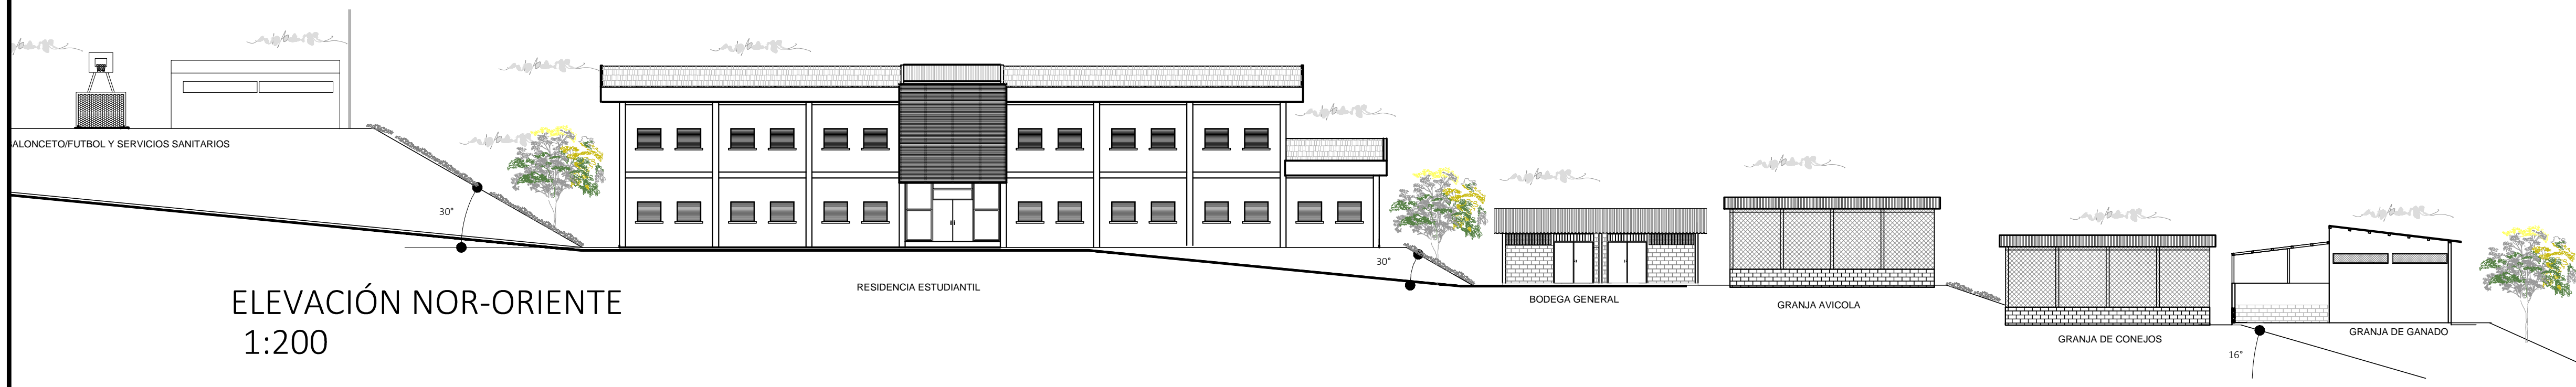 ALONCETO/FUTBOL Y SERVICIOS SANITARIOS
30°
RESIDENCIA ESTUDIANTIL
30°
BODEGA GENERAL
GRANJA AVICOLA
GRANJA DE CONEJOS
GRANJA DE GANADO
16°
ELEVACIÓN NOR-ORIENTE
1:200